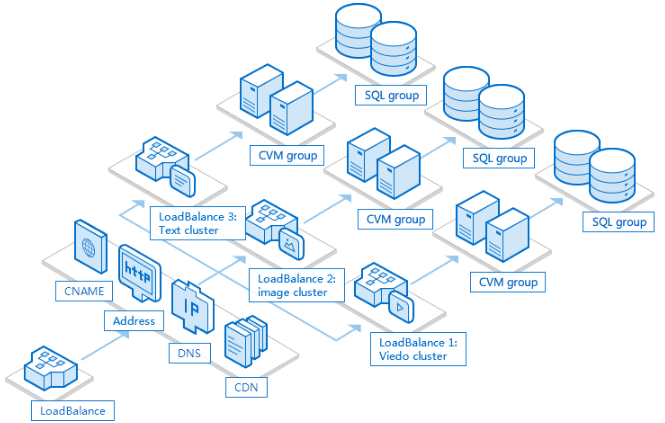 SQL group
CVM group
SQL group
LoadBalance 3:
Text cluster
CVM group
SQL group
LoadBalance 2:
image cluster
CVM group
CNAME
http
Address
IP
DNS
LoadBalance 1:
Viedo cluster
CDN
LoadBalance